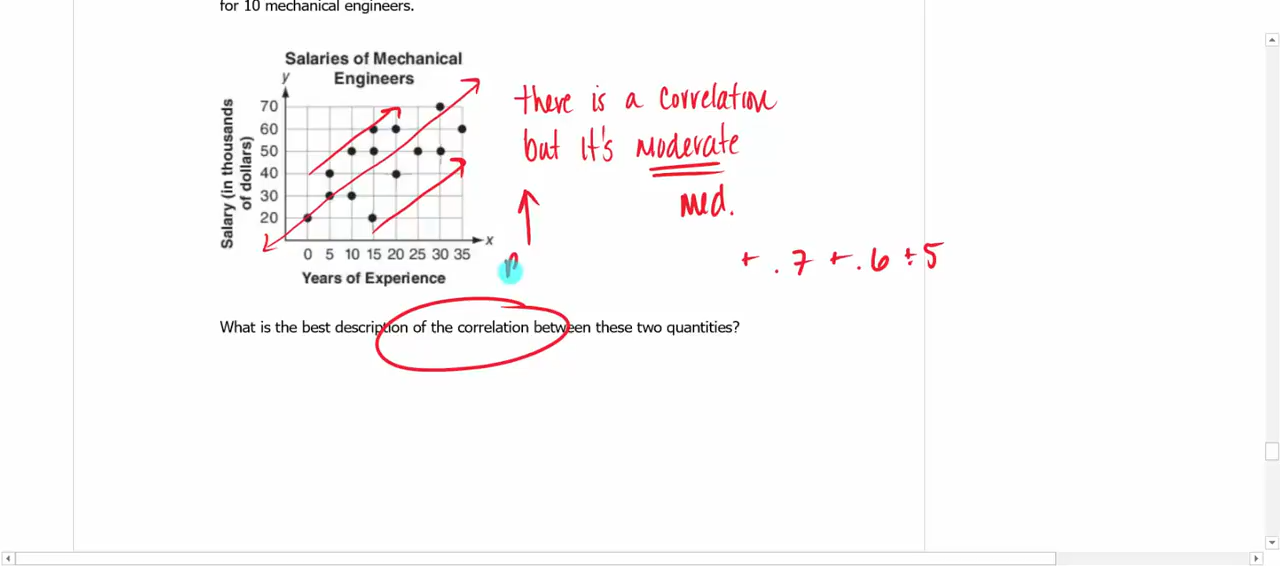 for 10 mechanical engineers.
Salaries of Mechanical
Engineers
y
Salary (in thousands
of dollars)
70
60
50
40
30
20
x
0 5 10 15 20 25 30 35
Years of Experience
there is a correlation
but it's moderate
med.
+ .7 + .6 + 5
What is the best description of the correlation between these two quantities?